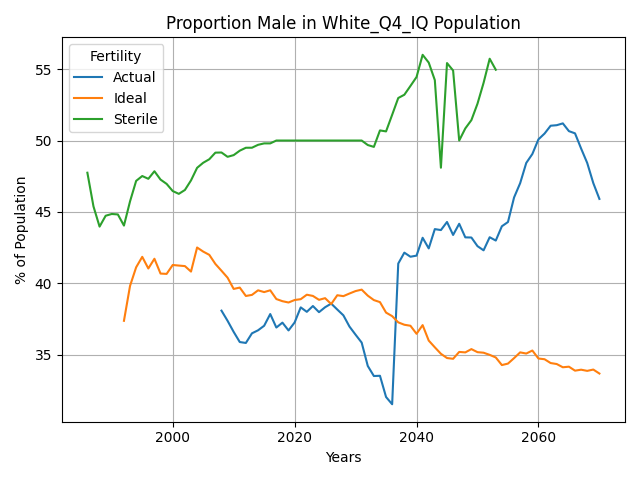 Proportion Male in White_Q4_IQ Population
Fertility
Actual
Ideal
Sterile
% of Population
55
50
45
40
35
2000
2020
2040
2060
Years